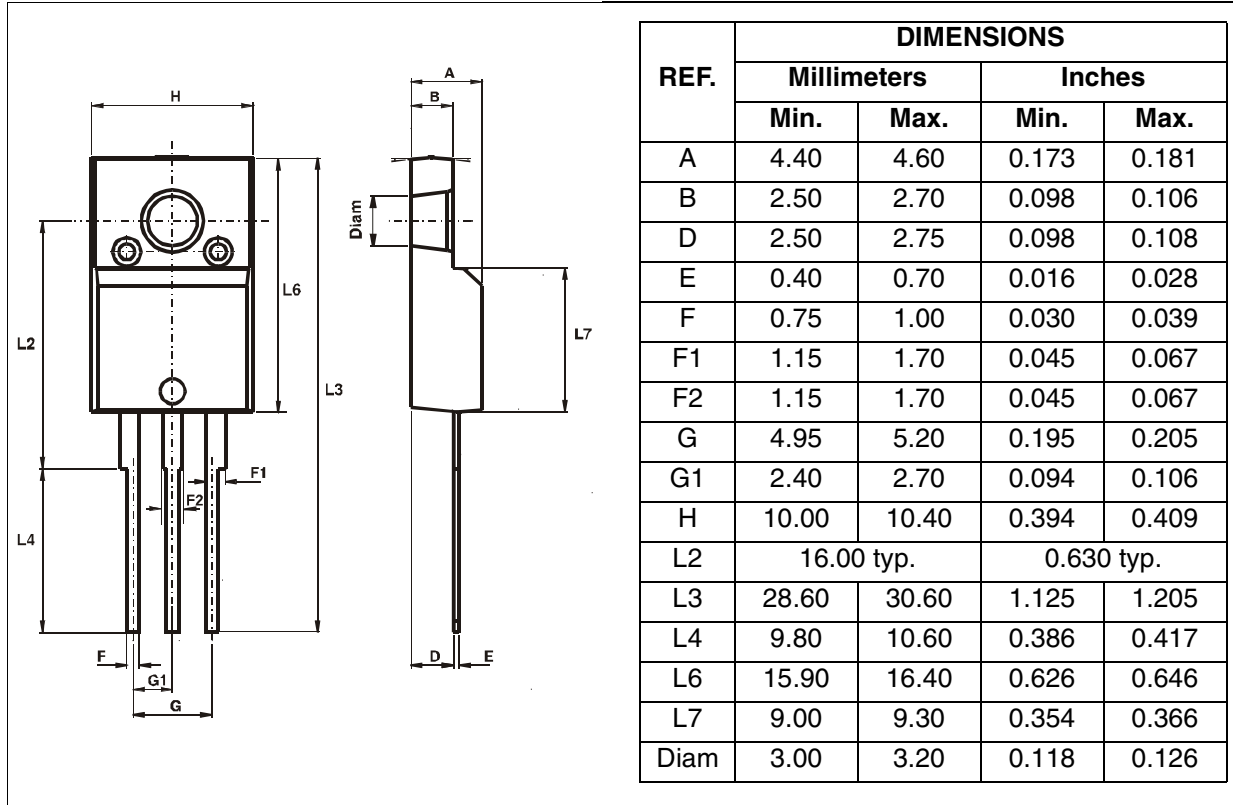 H
L2
L4
L6
L3
F1
F2
F
G1
G
A
B
Diam
L7
D E
DIMENSIONS
REF. Millimeters Inches
Min. Max. Min. Max.
A 4.40 4.60 0.173 0.181
B 2.50 2.70 0.098 0.106
D 2.50 2.75 0.098 0.108
E 0.40 0.70 0.016 0.028
F 0.75 1.00 0.030 0.039
F1 1.15 1.70 0.045 0.067
F2 1.15 1.70 0.045 0.067
G 4.95 5.20 0.195 0.205
G1 2.40 2.70 0.094 0.106
H 10.00 10.40 0.394 0.409
L2 16.00 typ. 0.630 typ.
L3 28.60 30.60 1.125 1.205
L4 9.80 10.60 0.386 0.417
L6 15.90 16.40 0.626 0.646
L7 9.00 9.30 0.354 0.366
Diam 3.00 3.20 0.118 0.126